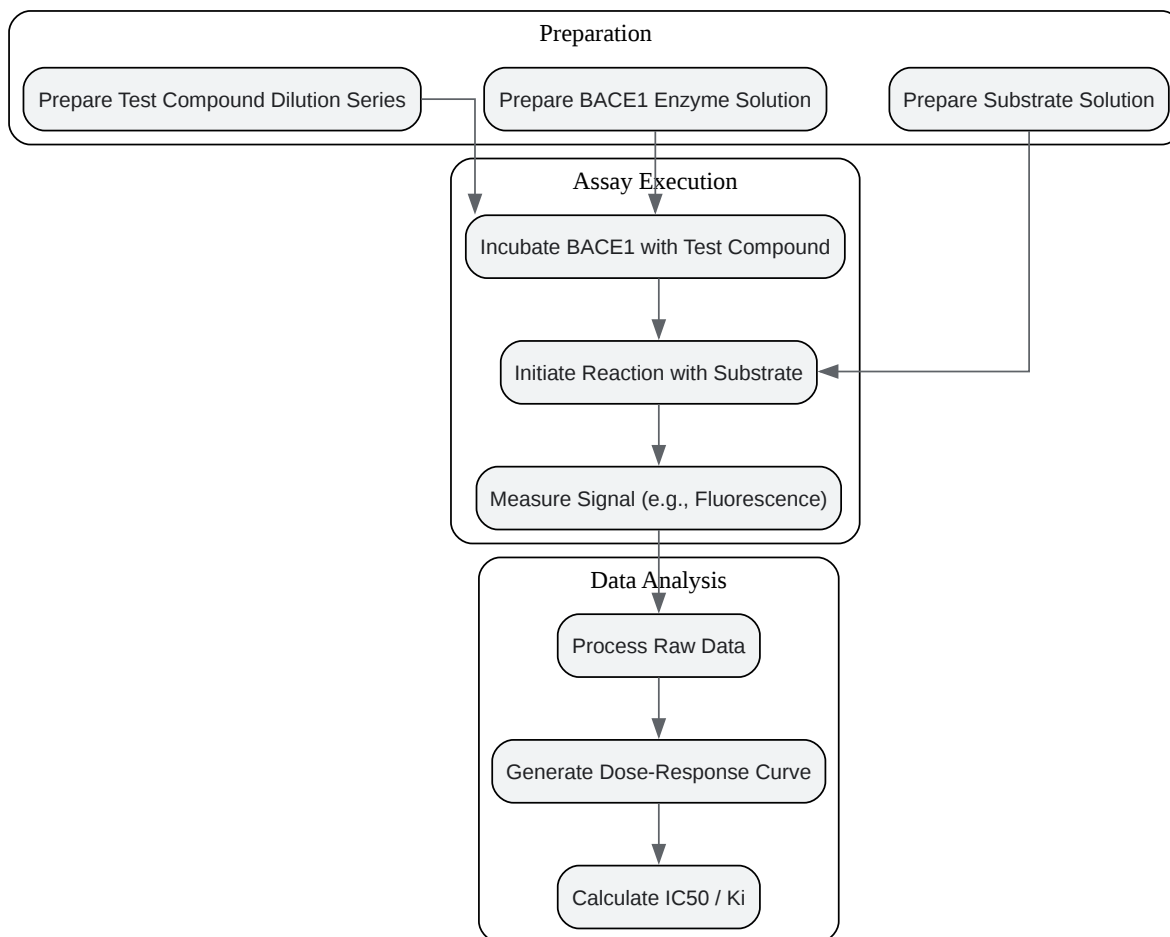 Preparation
Prepare Test Compound Dilution Series
Prepare BACE1 Enzyme Solution
Prepare Substrate Solution
Assay Execution
Incubate BACE1 with Test Compound
Initiate Reaction with Substrate
Measure Signal (e.g., Fluorescence)
Data Analysis
Process Raw Data
Generate Dose-Response Curve
Calculate IC50 / Ki